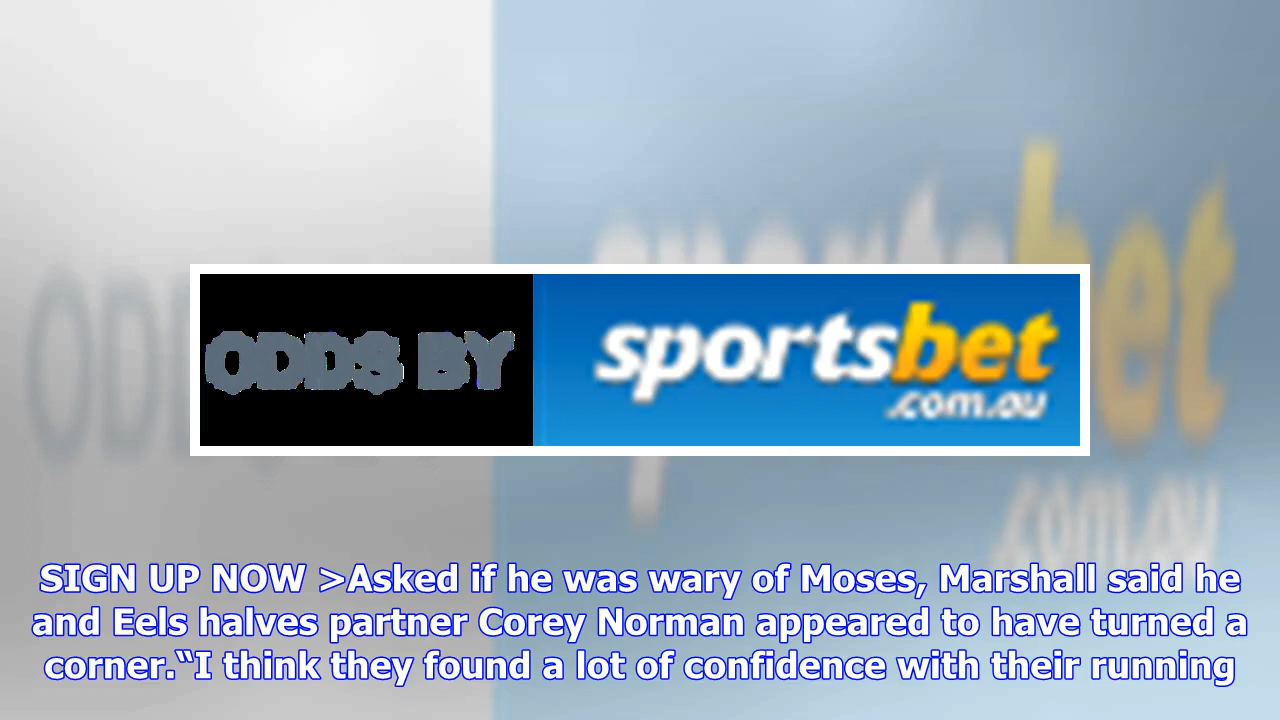 ODDS BY sportsbet
.com.au
SIGN UP NOW >Asked if he was wary of Moses, Marshall said he
and Eels halves partner Corey Norman appeared to have turned a
corner.“I think they found a lot of confidence with their running